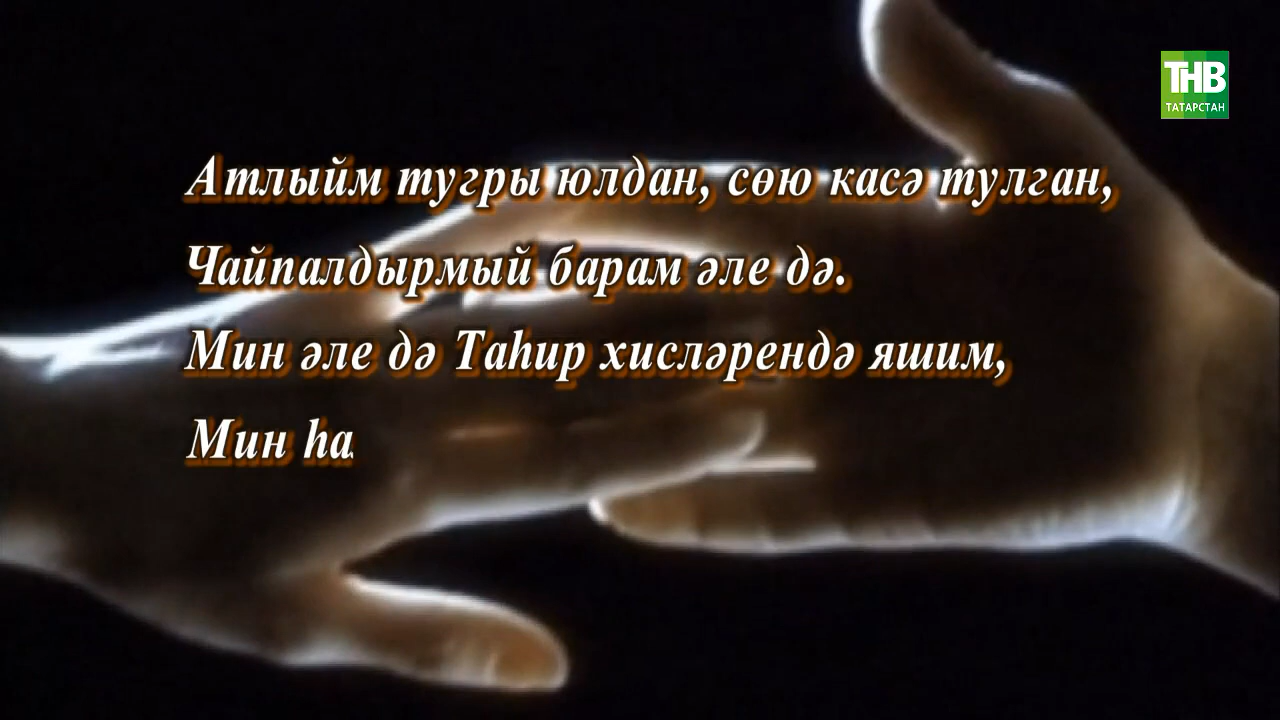 ТНВ
ТАТАРСТАН
Атлыйм тугры юлдан, сөю касә тулган,
Чайпалдырмый барам әле дә.
Мин әле дә Таһир хисләрендә яшим,
Мин һа